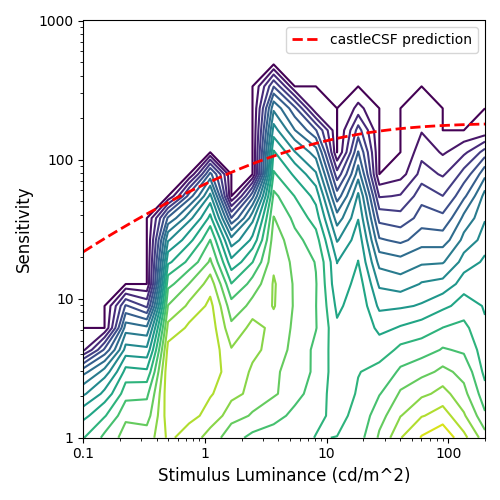 1000
castleCSF prediction
100
Sensitivity
10
1
0.1 1 10 100
Stimulus Luminance (cd/m^2)